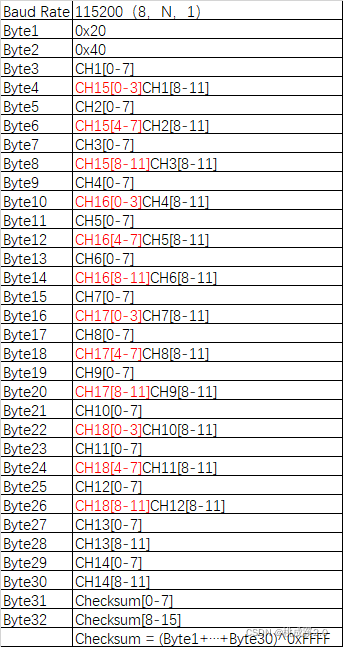 Baud Rate 115200（8，N，1）
Byte1 0x20
Byte2 0x40
Byte3 CH1[0-7]
Byte4 CH15[0-3]CH1[8-11]
Byte5 CH2[0-7]
Byte6 CH15[4-7]CH2[8-11]
Byte7 CH3[0-7]
Byte8 CH15[8-11]CH3[8-11]
Byte9 CH4[0-7]
Byte10 CH16[0-3]CH4[8-11]
Byte11 CH5[0-7]
Byte12 CH16[4-7]CH5[8-11]
Byte13 CH6[0-7]
Byte14 CH16[8-11]CH6[8-11]
Byte15 CH7[0-7]
Byte16 CH17[0-3]CH7[8-11]
Byte17 CH8[0-7]
Byte18 CH17[4-7]CH8[8-11]
Byte19 CH9[0-7]
Byte20 CH17[8-11]CH9[8-11]
Byte21 CH10[0-7]
Byte22 CH18[0-3]CH10[8-11]
Byte23 CH11[0-7]
Byte24 CH18[4-7]CH11[8-11]
Byte25 CH12[0-7]
Byte26 CH18[8-11]CH12[8-11]
Byte27 CH13[0-7]
Byte28 CH13[8-11]
Byte29 CH14[0-7]
Byte30 CH14[8-11]
Byte31 Checksum[0-7]
Byte32 Checksum[8-15]
Checksum = (Byte1+···+Byte30)^0xFFFF
CSDN